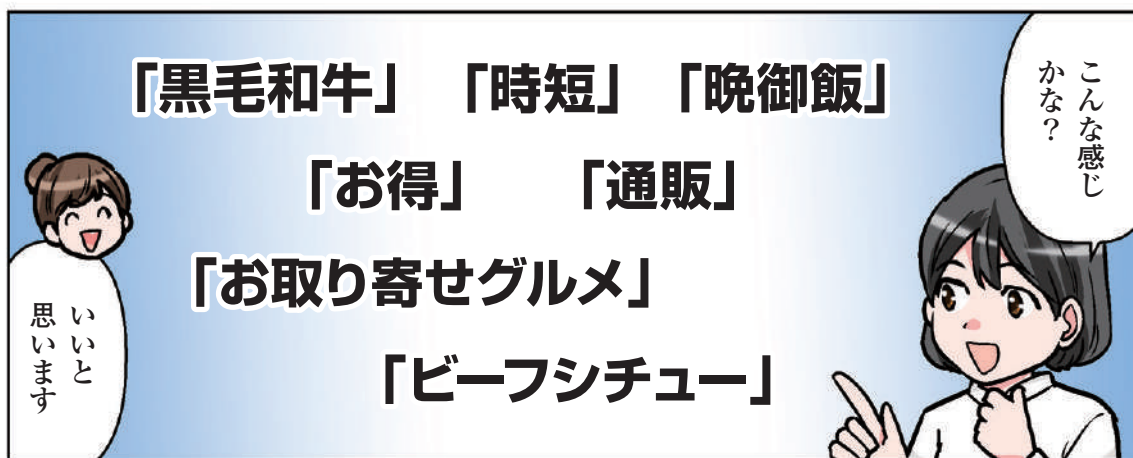 こんな感じ
かな?
「黒毛和牛」 「時短」 「晩御飯」
「お得」 「通販」
「お取り寄せグルメ」
「ビーフシチュー」
いいと
思います